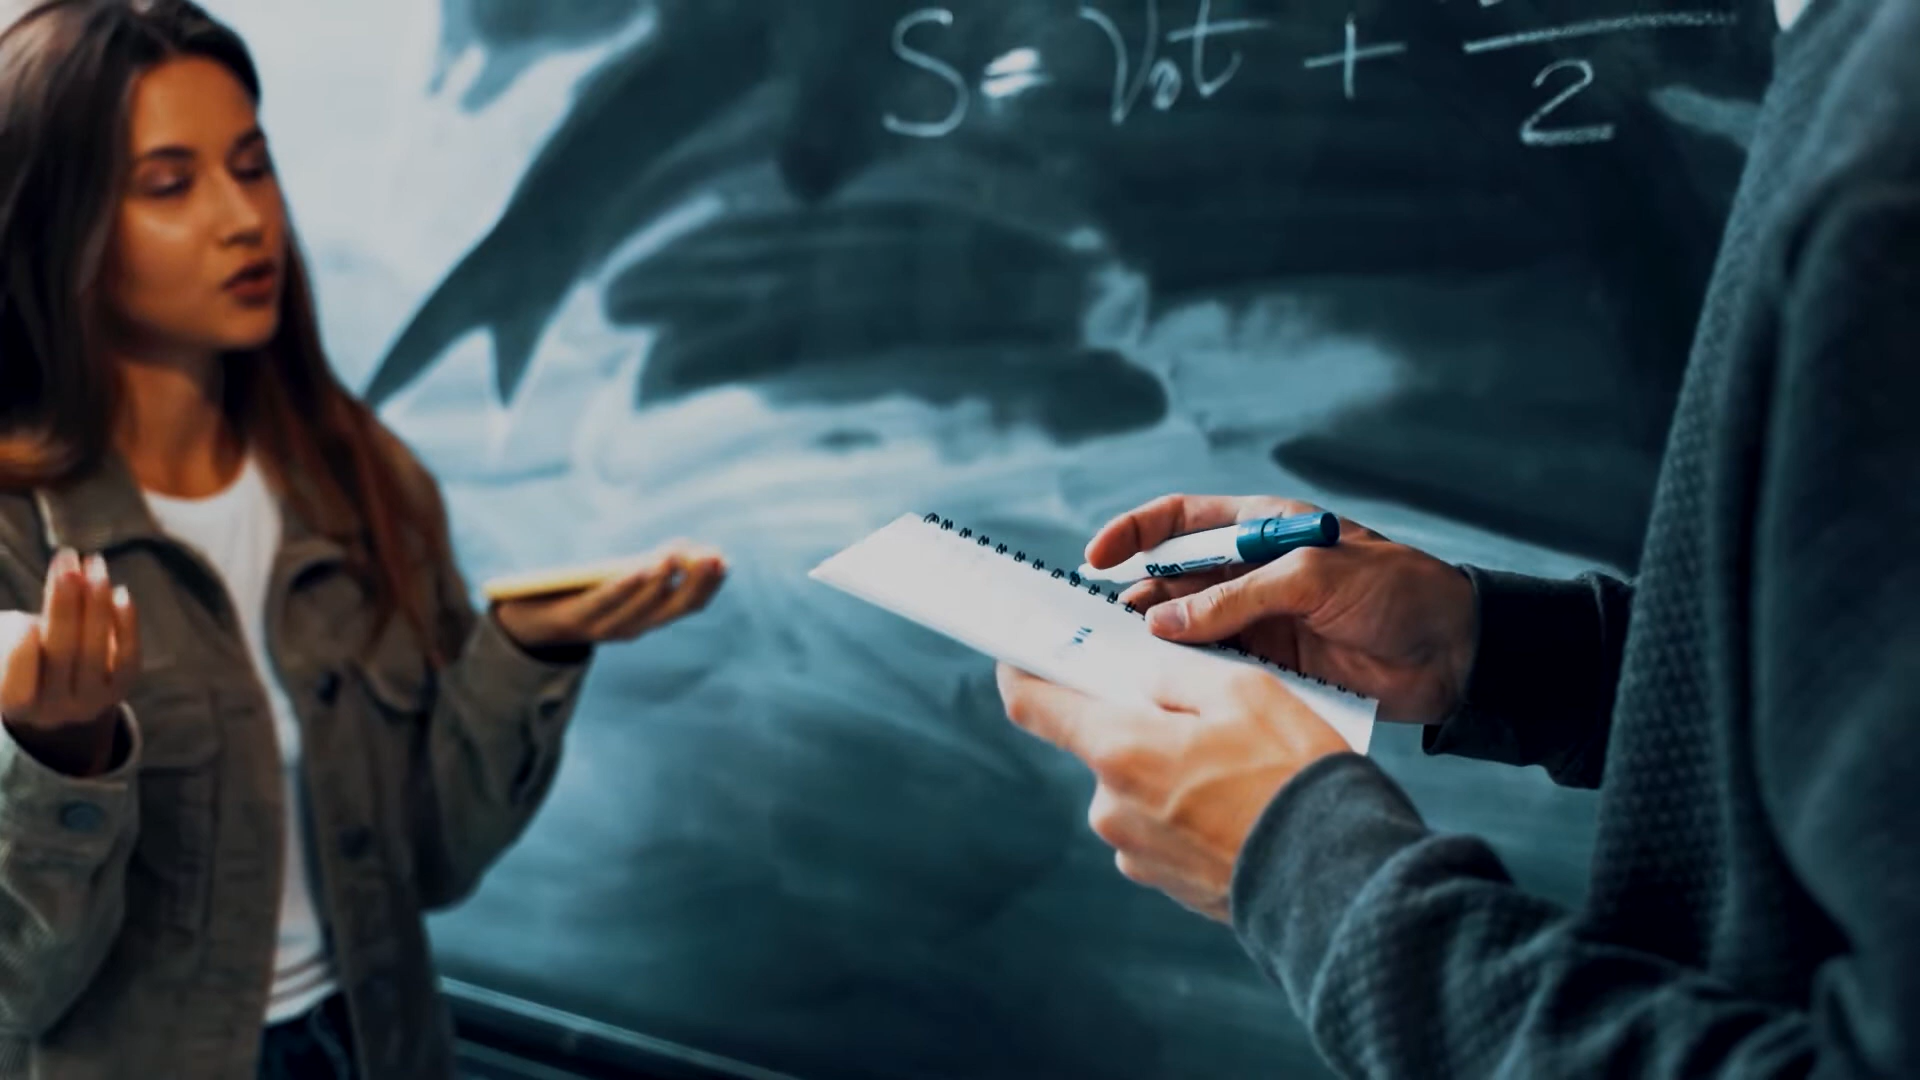 S = V₀t + /2
Plan